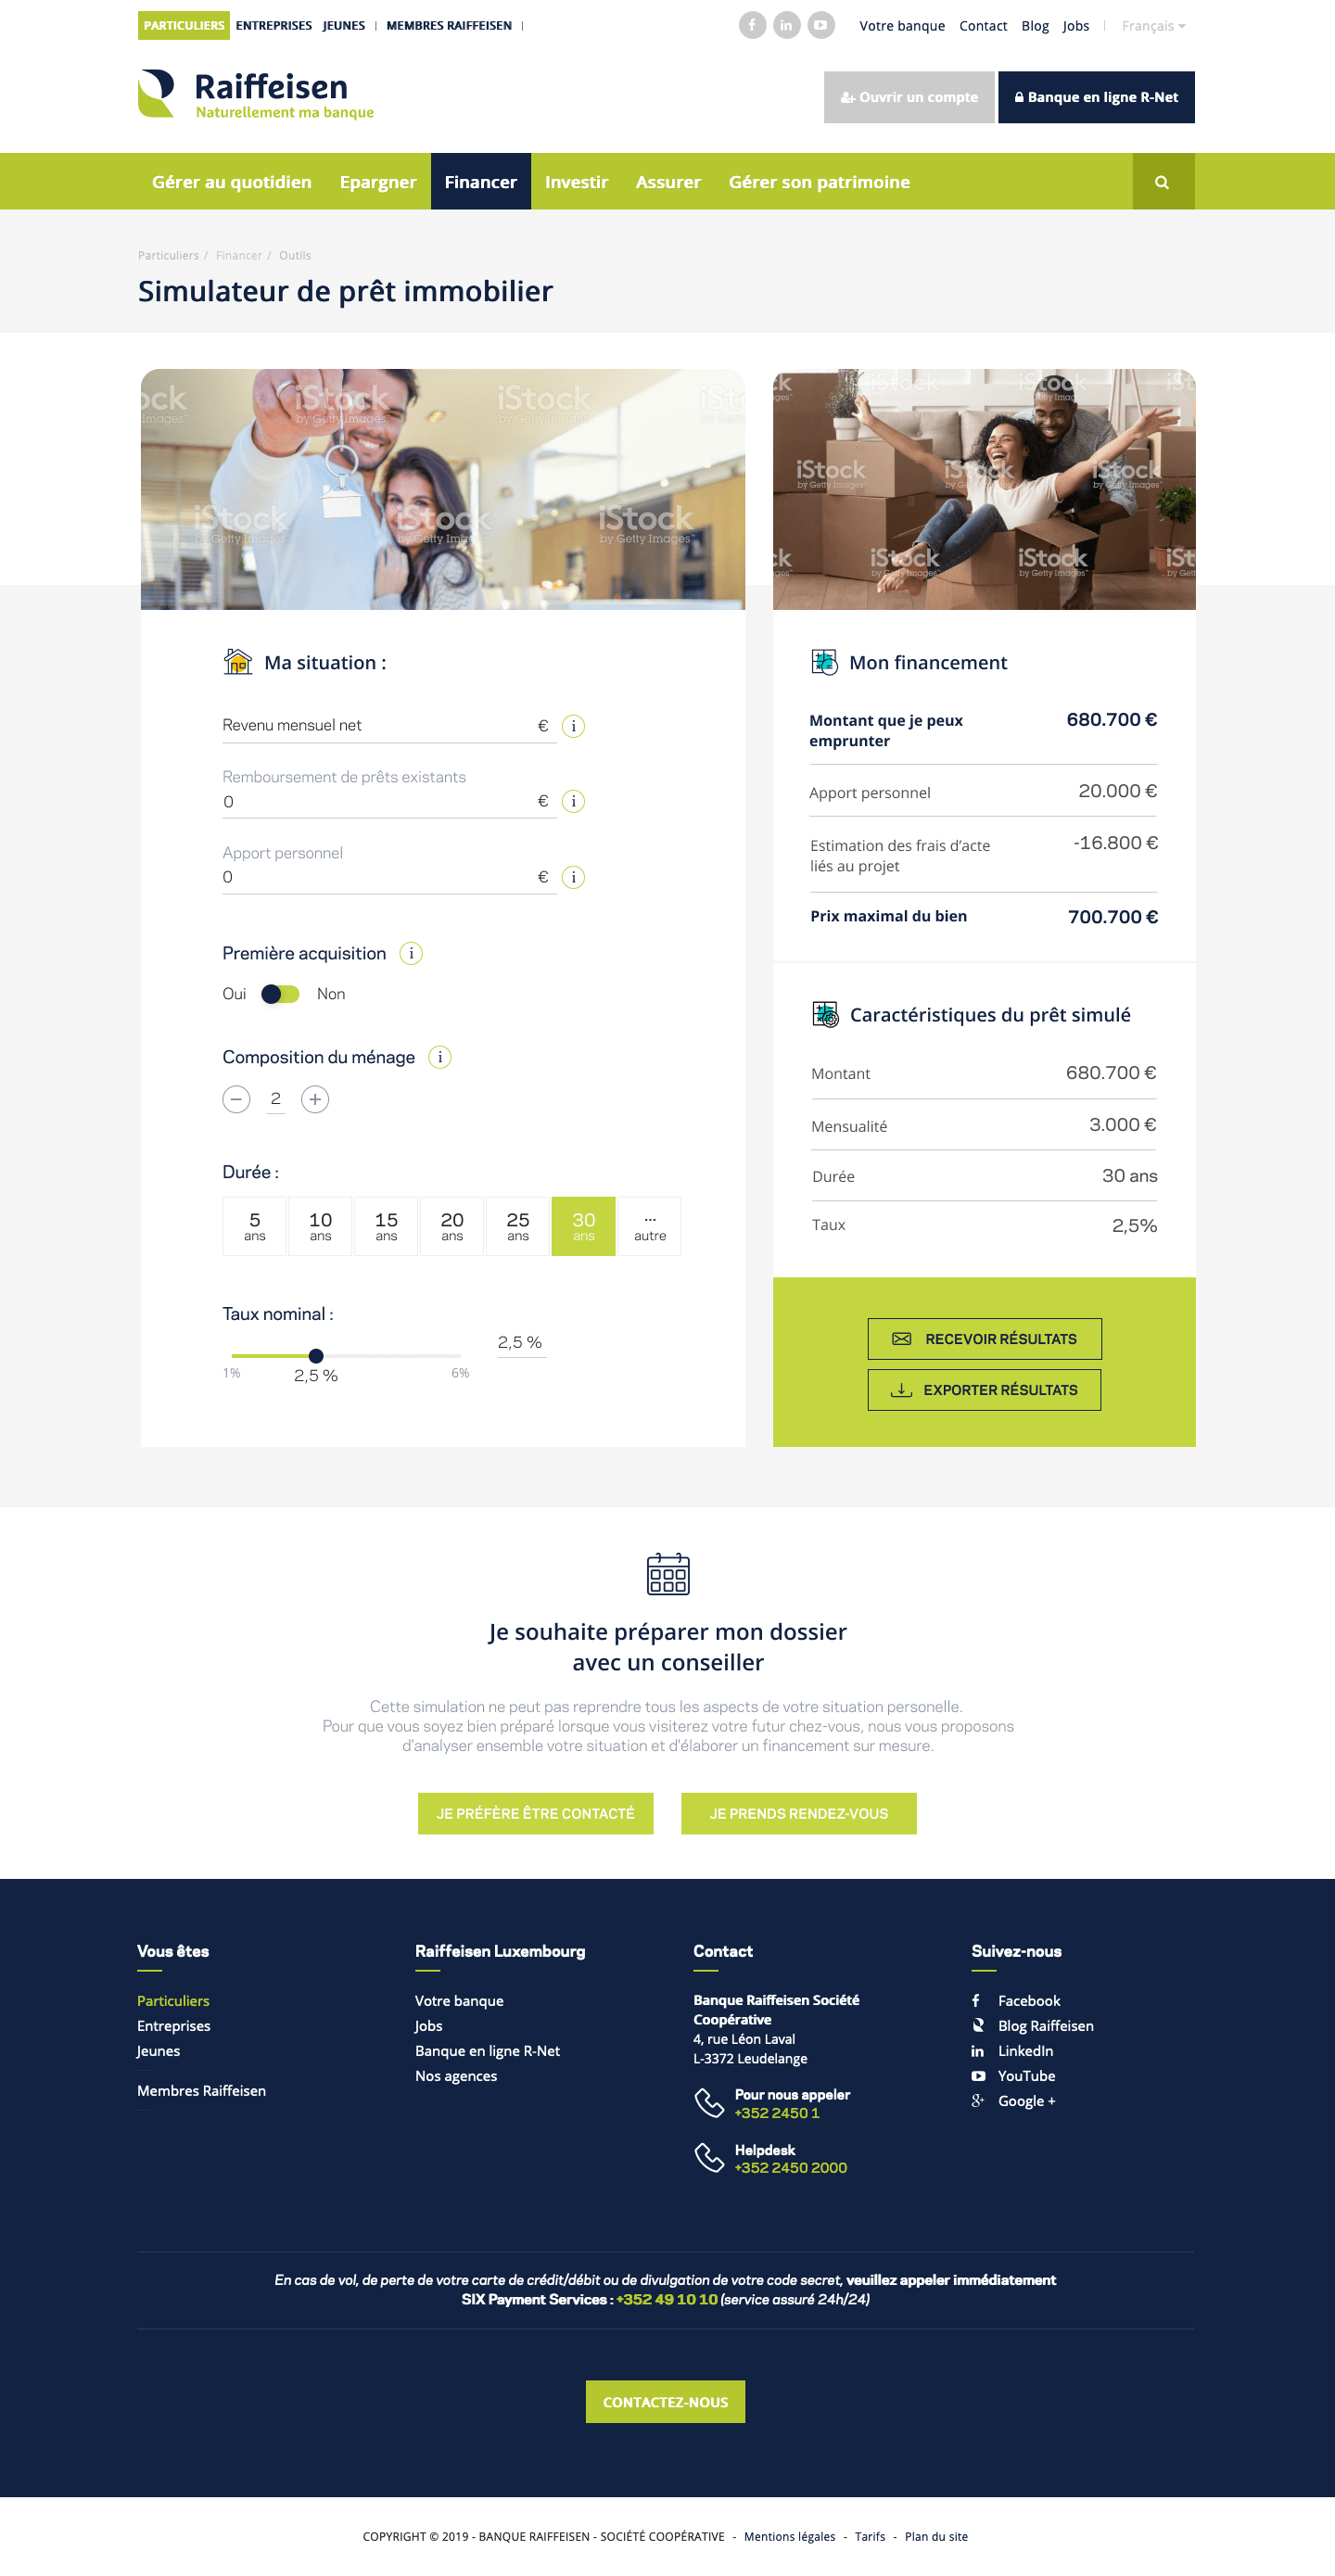 PARTICULIERS ENTREPRISES JEUNES | MEMBRES RAIFFEISEN |
Votre banque Contact Blog Jobs | Français
Raiffeisen
Naturellement ma banque
Ouvrir un compte
Banque en ligne R-Net
Gérer au quotidien Epargner Financer Investir Assurer Gérer son patrimoine
Particuliers / Financer / Outils
Simulateur de prêt immobilier
iStock
by Getty Images™
iStock
by Getty Images™
Ma situation :
Revenu mensuel net € i
Remboursement de prêts existants
0 € i
Apport personnel
0 € i
Première acquisition i
Oui Non
Composition du ménage i
2
Durée :
5 ans
10 ans
15 ans
20 ans
25 ans
30 ans
... autre
Taux nominal :
2,5 %
1% 2,5 % 6%
Mon financement
Montant que je peux
emprunter
680.700 €
Apport personnel 20.000 €
Estimation des frais d’acte
liés au projet
-16.800 €
Prix maximal du bien 700.700 €
Caractéristiques du prêt simulé
Montant 680.700 €
Mensualité 3.000 €
Durée 30 ans
Taux 2,5%
RECEVOIR RÉSULTATS
EXPORTER RÉSULTATS
Je souhaite préparer mon dossier
avec un conseiller
Cette simulation ne peut pas reprendre tous les aspects de votre situation personelle.
Pour que vous soyez bien préparé lorsque vous visiterez votre futur chez-vous, nous vous proposons
d'analyser ensemble votre situation et d'élaborer un financement sur mesure.
JE PRÉFÈRE ÊTRE CONTACTÉ
JE PRENDS RENDEZ-VOUS
Vous êtes
Particuliers
Entreprises
Jeunes
Membres Raiffeisen
Raiffeisen Luxembourg
Votre banque
Jobs
Banque en ligne R-Net
Nos agences
Contact
Banque Raiffeisen Société
Coopérative
4, rue Léon Laval
L-3372 Leudelange
Pour nous appeler
+352 2450 1
Helpdesk
+352 2450 2000
Suivez-nous
Facebook
Blog Raiffeisen
LinkedIn
YouTube
Google +
En cas de vol, de perte de votre carte de crédit/débit ou de divulgation de votre code secret, veuillez appeler immédiatement
SIX Payment Services : +352 49 10 10 (service assuré 24h/24)
CONTACTEZ-NOUS
COPYRIGHT © 2019 - BANQUE RAIFFEISEN - SOCIÉTÉ COOPÉRATIVE - Mentions légales - Tarifs - Plan du site